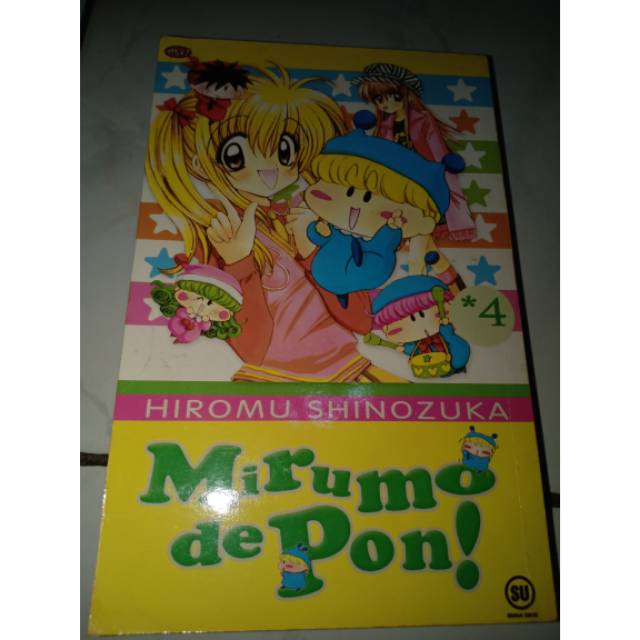 *4
HIROMU SHINOZUKA
Mirumo
de Pon!
SU